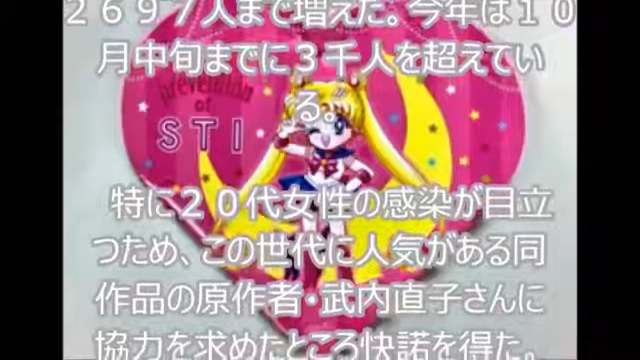 ２６９７人まで増えた。今年は１０
月中旬までに３千人を超えてい
る。
prevention
of
STI
特に２０代女性の感染が目立
つため、この世代に人気がある同
作品の原作者・武内直子さんに
協力を求めたところ快諾を得た。